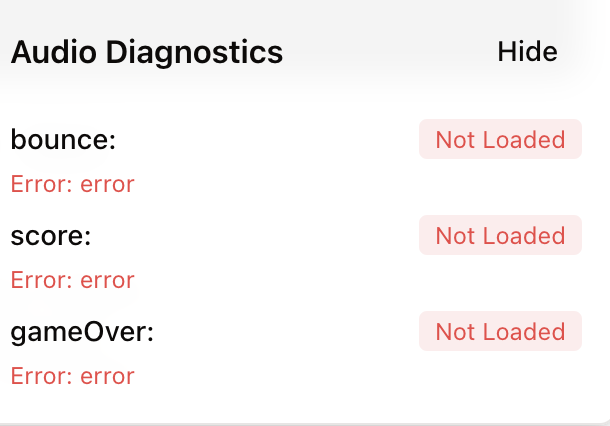 Audio Diagnostics Hide
bounce: Not Loaded
Error: error
score: Not Loaded
Error: error
gameOver: Not Loaded
Error: error